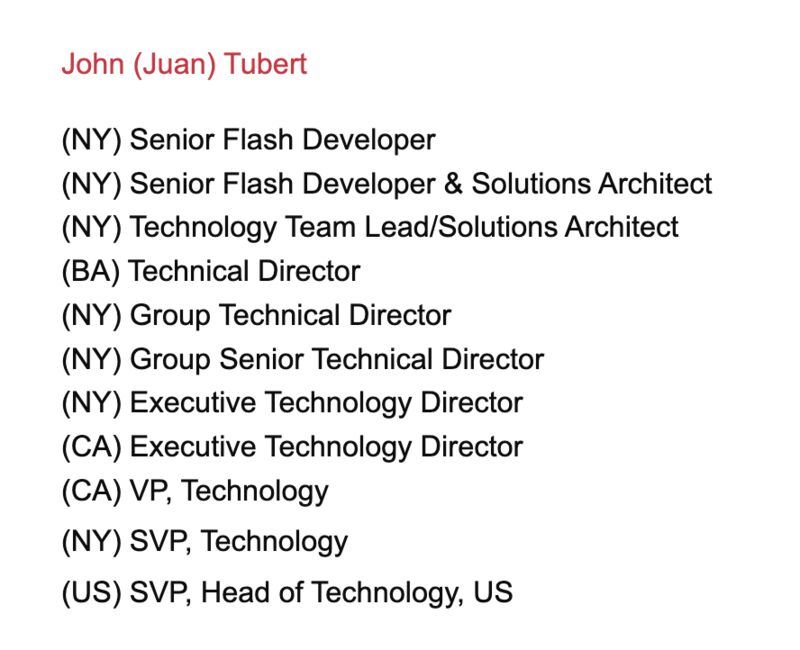 John (Juan) Tubert
(NY) Senior Flash Developer
(NY) Senior Flash Developer & Solutions Architect
(NY) Technology Team Lead/Solutions Architect
(BA) Technical Director
(NY) Group Technical Director
(NY) Group Senior Technical Director
(NY) Executive Technology Director
(CA) Executive Technology Director
(CA) VP, Technology
(NY) SVP, Technology
(US) SVP, Head of Technology, US